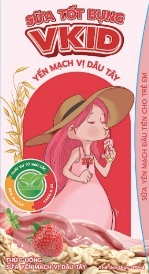 SỮA TỐT BỤNG
VKID
YẾN MẠCH VỊ DÂU TÂY
SỮA YẾN MẠCH ĐẦU TIÊN CHO TRẺ EM
THỨC UỐNG
SỮA YẾN MẠCH VỊ DÂU TÂY